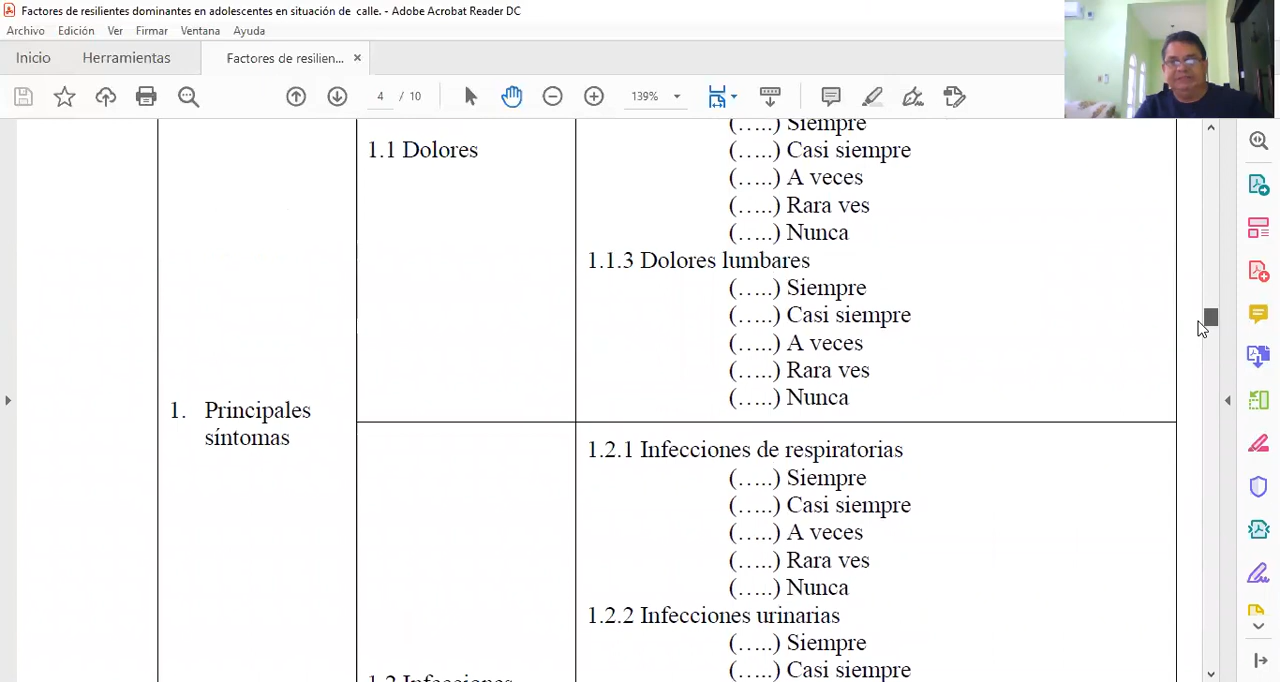 Factores de resilientes dominantes en adolescentes en situación de calle. - Adobe Acrobat Reader DC
Archivo Edición Ver Firmar Ventana Ayuda
Inicio Herramientas Factores de resilien... ×
4 / 10 139%
Siempre
1.1 Dolores (…..) Casi siempre
(…..) A veces
(…..) Rara ves
(…..) Nunca
1.1.3 Dolores lumbares
(…..) Siempre
(…..) Casi siempre
(…..) A veces
(…..) Rara ves
(…..) Nunca
1. Principales
síntomas
1.2.1 Infecciones de respiratorias
(…..) Siempre
(…..) Casi siempre
(…..) A veces
(…..) Rara ves
(…..) Nunca
1.2.2 Infecciones urinarias
(…..) Siempre
(…..) Casi siempre
1.2 Infecciones